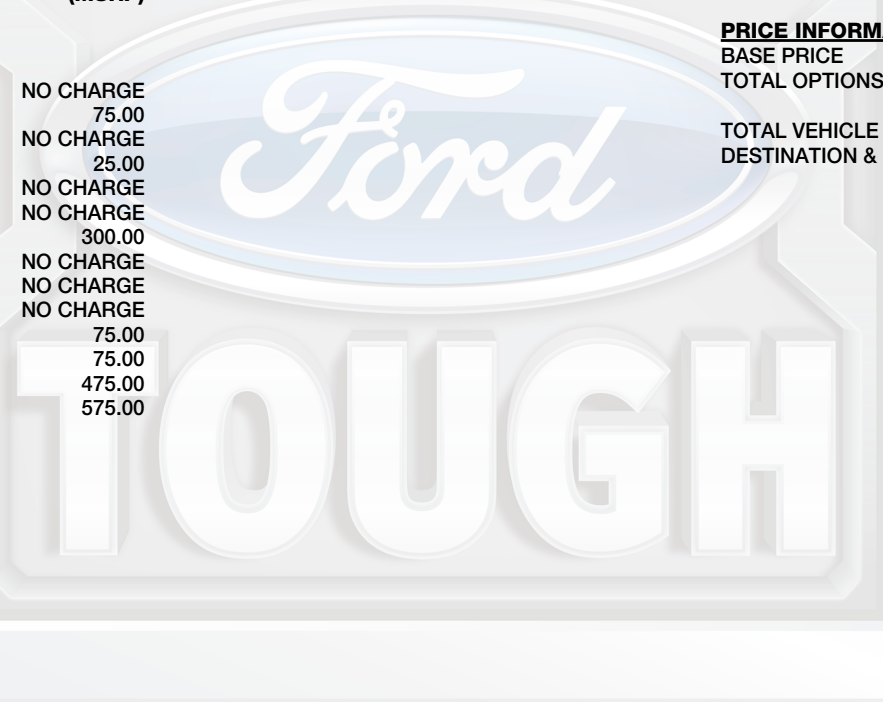 NO CHARGE
75.00
NO CHARGE
25.00
NO CHARGE
NO CHARGE
300.00
NO CHARGE
NO CHARGE
NO CHARGE
75.00
75.00
475.00
575.00
PRICE INFORM
BASE PRICE
TOTAL OPTIONS
TOTAL VEHICLE
DESTINATION &
Ford
TOUGH